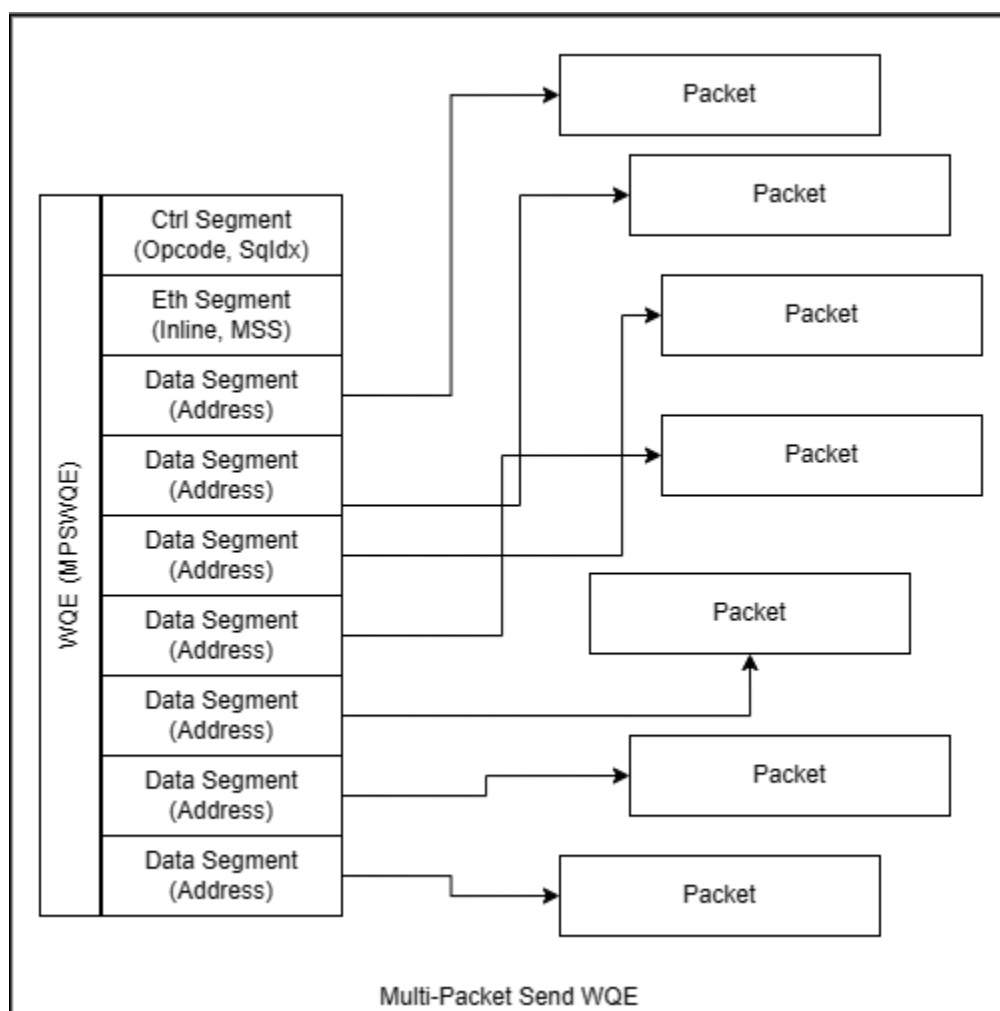 Packet
Packet
Ctrl Segment
(Opcode, SqIdx)
Eth Segment
(Inline, MSS)
Packet
Data Segment
(Address)
Packet
Data Segment
(Address)
Data Segment
(Address)
WQE (MPSWQE)
Packet
Data Segment
(Address)
Data Segment
(Address)
Packet
Data Segment
(Address)
Data Segment
(Address)
Packet
Multi-Packet Send WQE